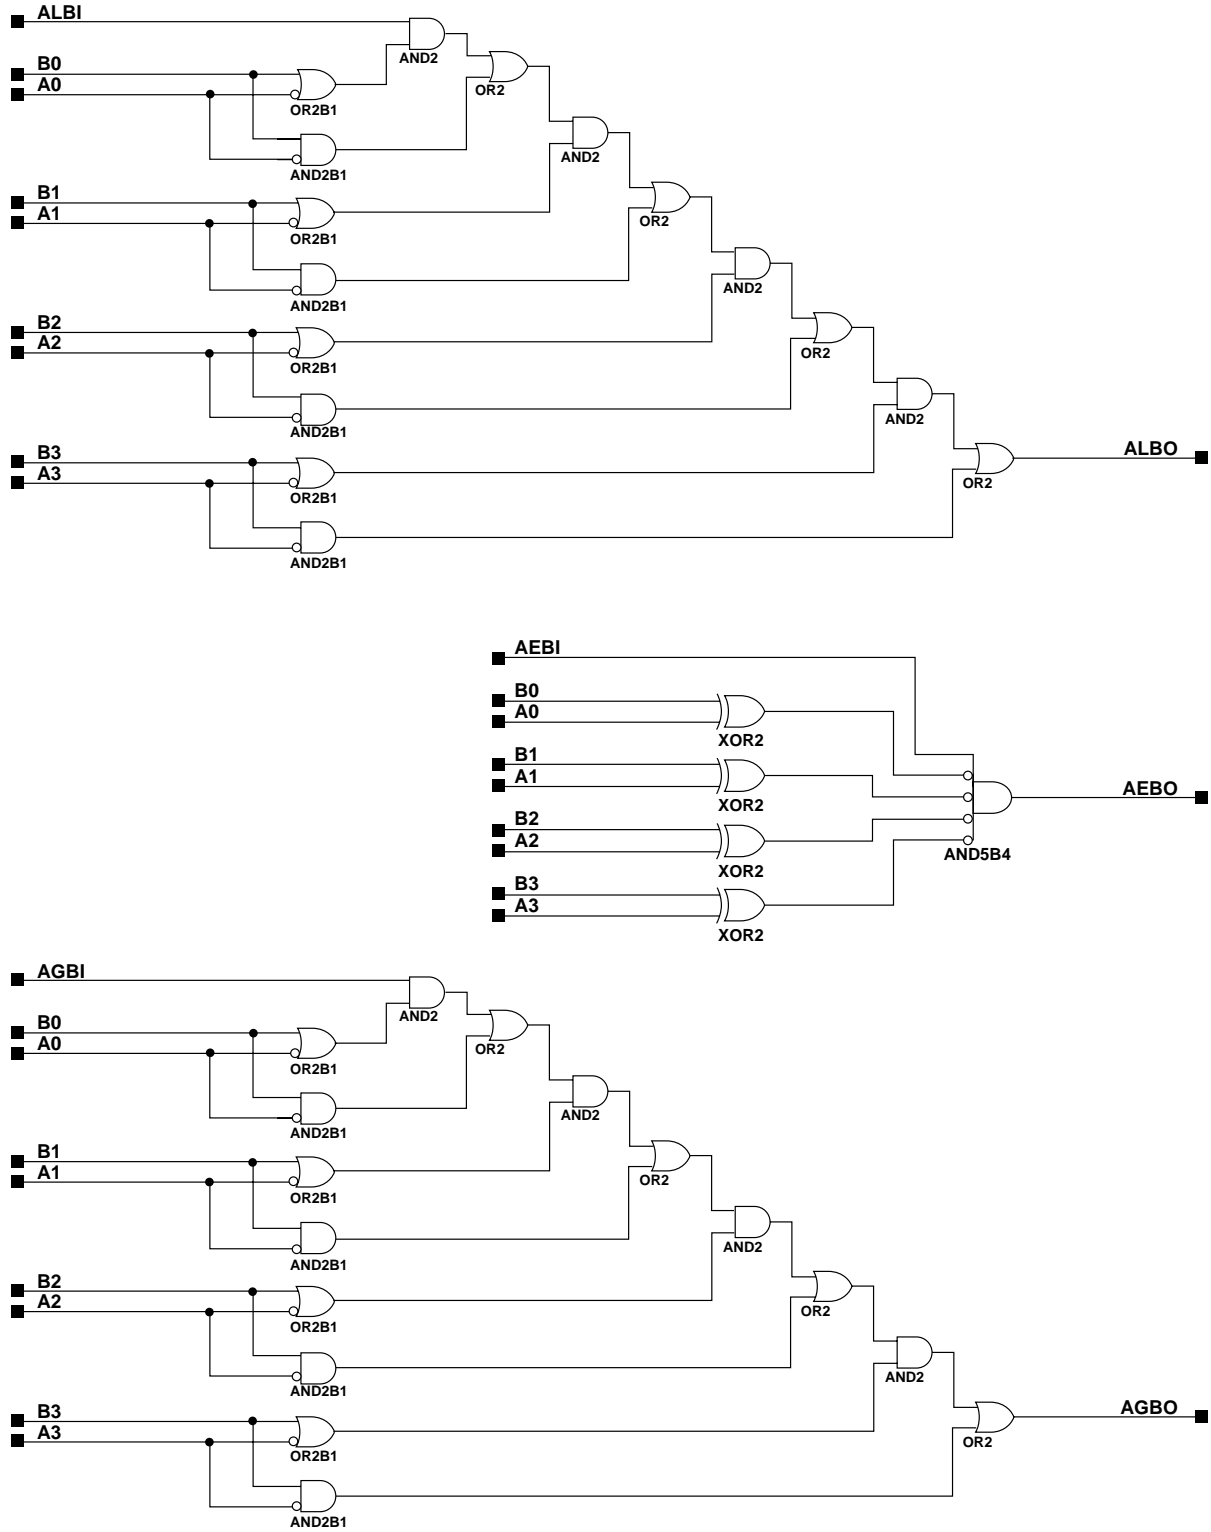 ALBI
AND2
B0
A0
OR2
OR2B1
AND2
AND2B1
B1
A1
OR2
OR2B1
AND2
AND2B1
B2
A2
OR2
OR2B1
AND2
AND2B1
B3
A3
ALBO
OR2
OR2B1
AND2B1
AEBI
B0
A0
XOR2
B1
A1
AEBO
XOR2
B2
A2
AND5B4
XOR2
B3
A3
XOR2
AGBI
AND2
B0
A0
OR2
OR2B1
AND2
AND2B1
B1
A1
OR2
OR2B1
AND2
AND2B1
B2
A2
OR2
OR2B1
AND2
AND2B1
B3
A3
AGBO
OR2
OR2B1
AND2B1